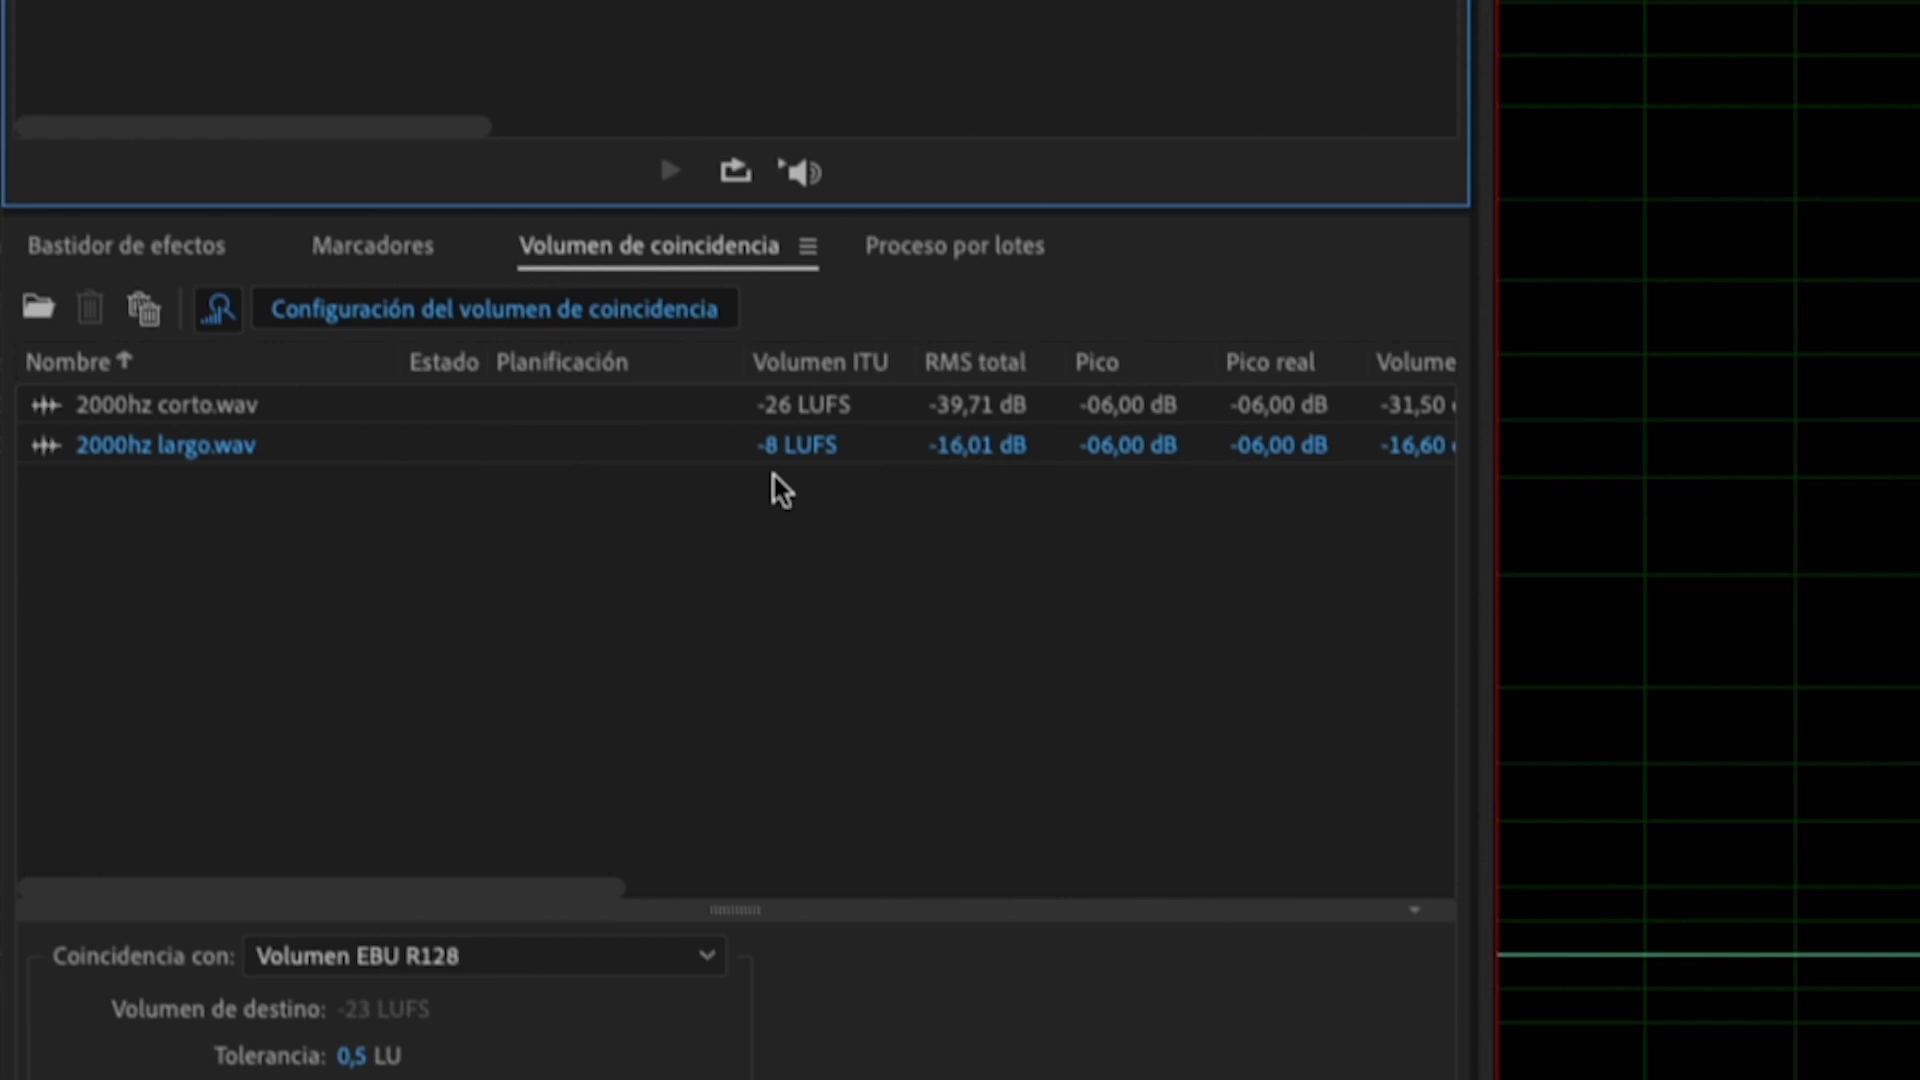 Bastidor de efectos Marcadores Volumen de coincidencia Proceso por lotes
Configuración del volumen de coincidencia
Nombre Estado Planificación Volumen ITU RMS total Pico Pico real Volume
2000hz corto.wav -26 LUFS -39,71 dB -06,00 dB -06,00 dB -31,50
2000hz largo.wav -8 LUFS -16,01 dB -06,00 dB -06,00 dB -16,60
Coincidencia con: Volumen EBU R128
Volumen de destino: -23 LUFS
Tolerancia: 0,5 LU